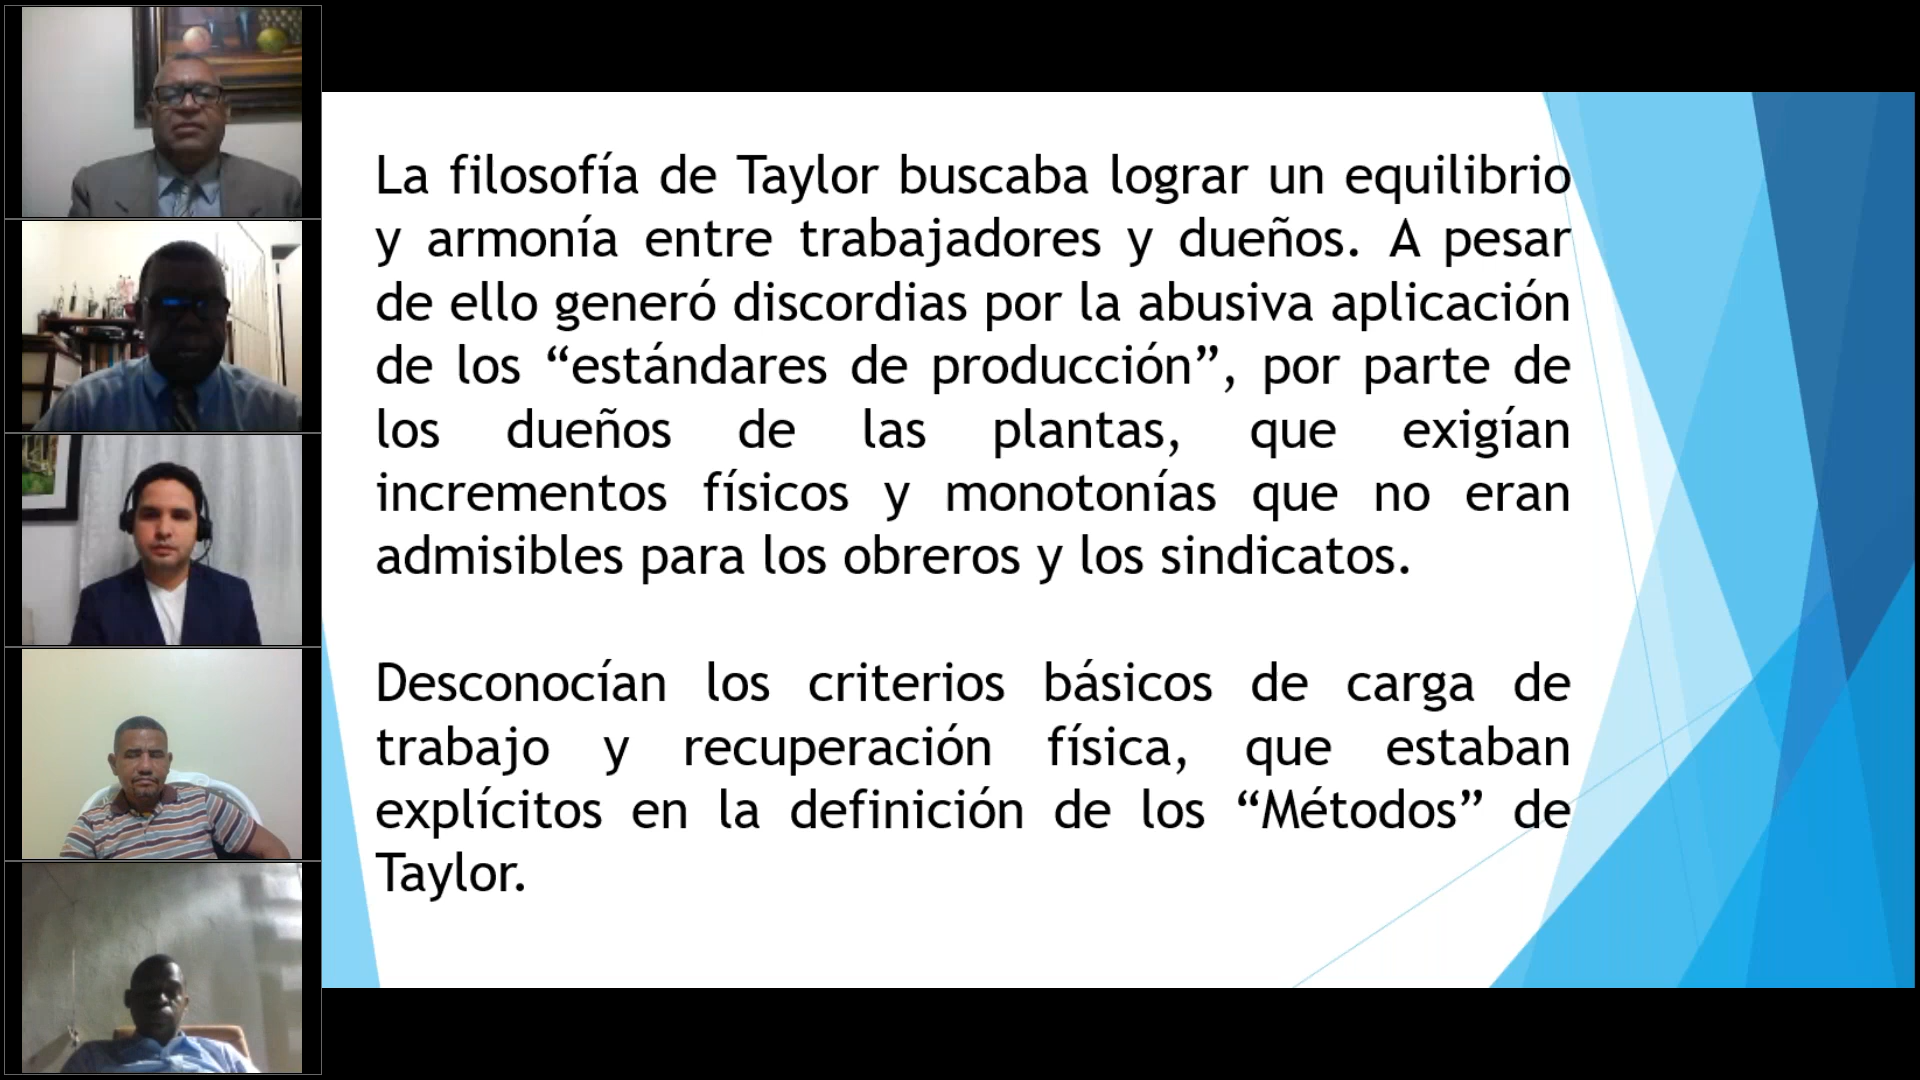 La filosofía de Taylor buscaba lograr un equilibrio
y armonía entre trabajadores y dueños. A pesar
de ello generó discordias por la abusiva aplicación
de los “estándares de producción”, por parte de
los dueños de las plantas, que exigían
incrementos físicos y monotonías que no eran
admisibles para los obreros y los sindicatos.
Desconocían los criterios básicos de carga de
trabajo y recuperación física, que estaban
explícitos en la definición de los “Métodos” de
Taylor.